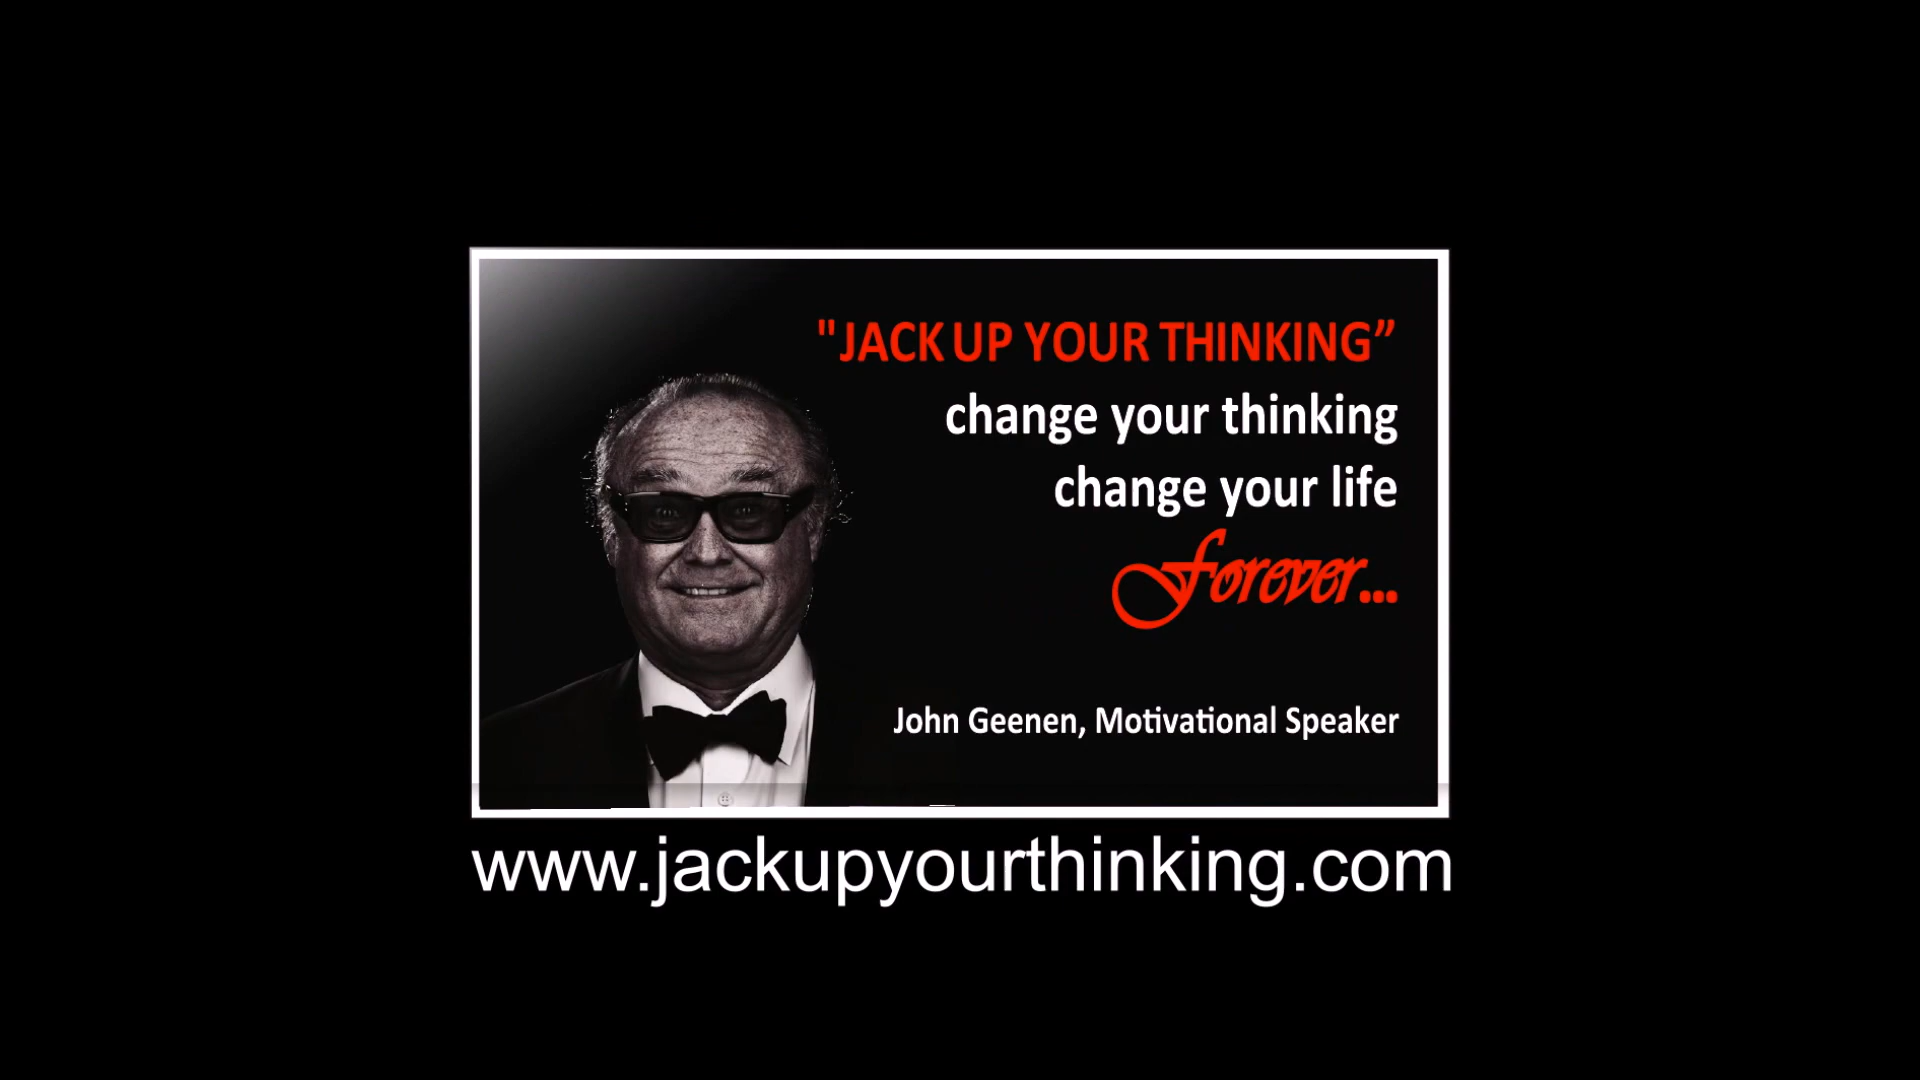 "JACK UP YOUR THINKING”
change your thinking
change your life
forever...
John Geenen, Motivational Speaker
www.jackupyourthinking.com